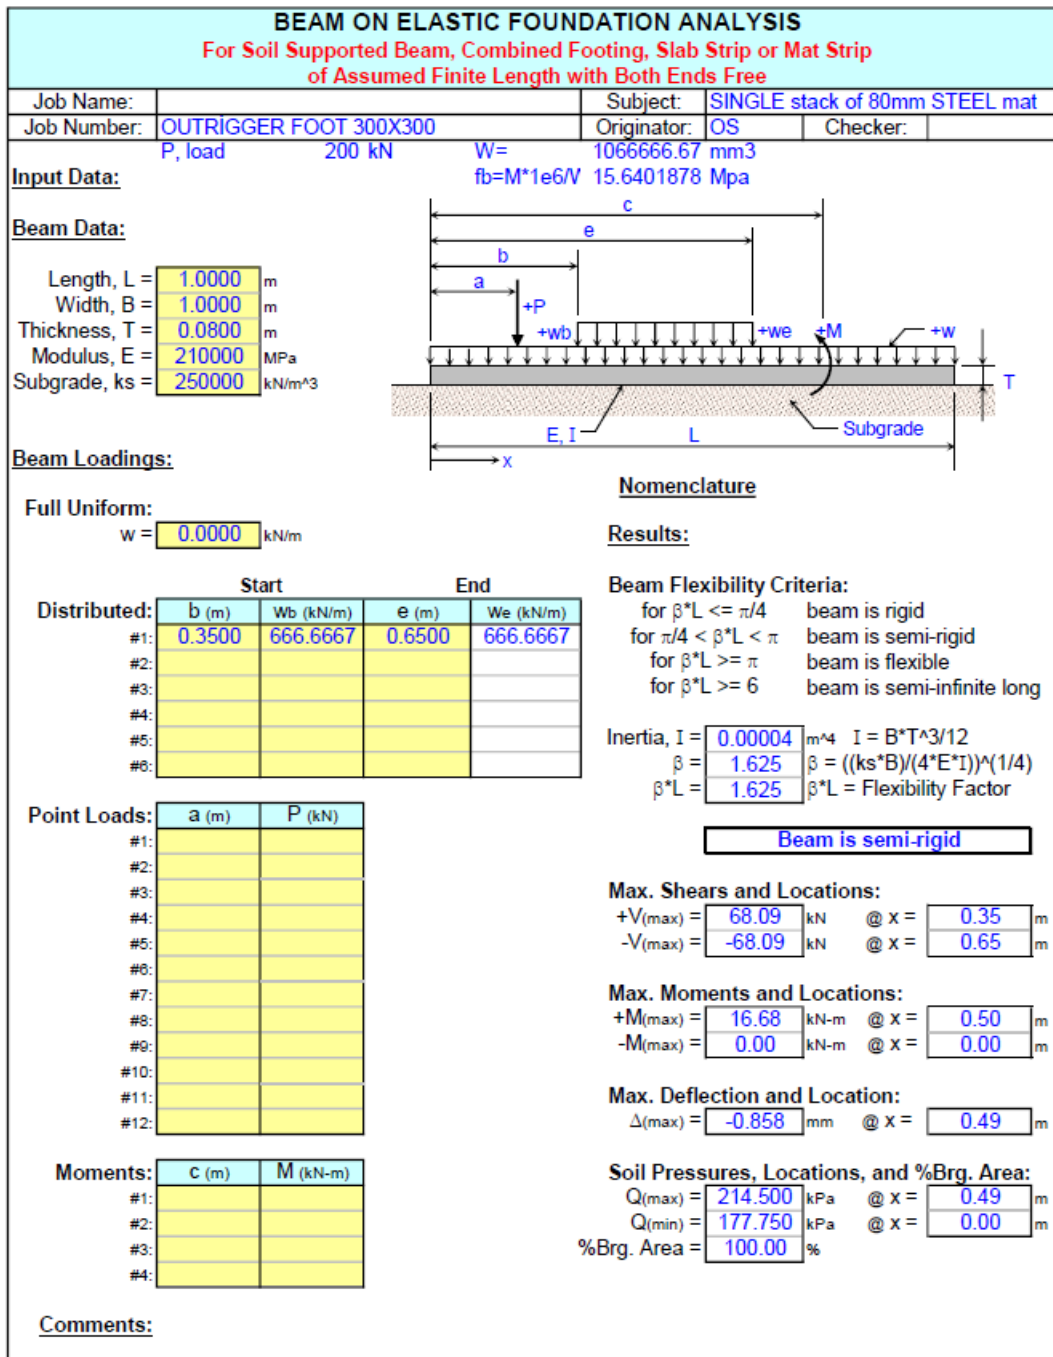 BEAM ON ELASTIC FOUNDATION ANALYSIS
For Soil Supported Beam, Combined Footing, Slab Strip or Mat Strip
of Assumed Finite Length with Both Ends Free
Job Name: Subject: SINGLE stack of 80mm STEEL mat
Job Number: OUTRIGGER FOOT 300X300 Originator: OS Checker:
P, load 200 kN W= 1066666.67 mm3
Input Data: fb=M*1e6/V 15.6401878 Mpa
c
Beam Data:
e
b
a
Length, L = 1.0000 m
Width, B = 1.0000 m
Thickness, T = 0.0800 m
Modulus, E = 210000 MPa
Subgrade, ks = 250000 kN/m^3
+P
+wb +we +M +w
T
E, I L Subgrade
x
Beam Loadings:
Nomenclature
Full Uniform:
w = 0.0000 kN/m
Results:
Start End
Distributed: b (m) Wb (kN/m) e (m) We (kN/m)
#1: 0.3500 666.6667 0.6500 666.6667
#2:
#3:
#4:
#5:
#6:
Beam Flexibility Criteria:
for β*L <= π/4 beam is rigid
for π/4 < β*L < π beam is semi-rigid
for β*L >= π beam is flexible
for β*L >= 6 beam is semi-infinite long
Inertia, I = 0.00004 m^4 I = B*T^3/12
β = 1.625 β = ((ks*B)/(4*E*I))^(1/4)
β*L = 1.625 β*L = Flexibility Factor
Beam is semi-rigid
Point Loads: a (m) P (kN)
#1:
#2:
#3:
#4:
#5:
#6:
#7:
#8:
#9:
#10:
#11:
#12:
Max. Shears and Locations:
+V(max) = 68.09 kN @ x = 0.35 m
-V(max) = -68.09 kN @ x = 0.65 m
Max. Moments and Locations:
+M(max) = 16.68 kN-m @ x = 0.50 m
-M(max) = 0.00 kN-m @ x = 0.00 m
Max. Deflection and Location:
Δ(max) = -0.858 mm @ x = 0.49 m
Moments: c (m) M (kN-m)
#1:
#2:
#3:
#4:
Soil Pressures, Locations, and %Brg. Area:
Q(max) = 214.500 kPa @ x = 0.49 m
Q(min) = 177.750 kPa @ x = 0.00 m
%Brg. Area = 100.00 %
Comments: